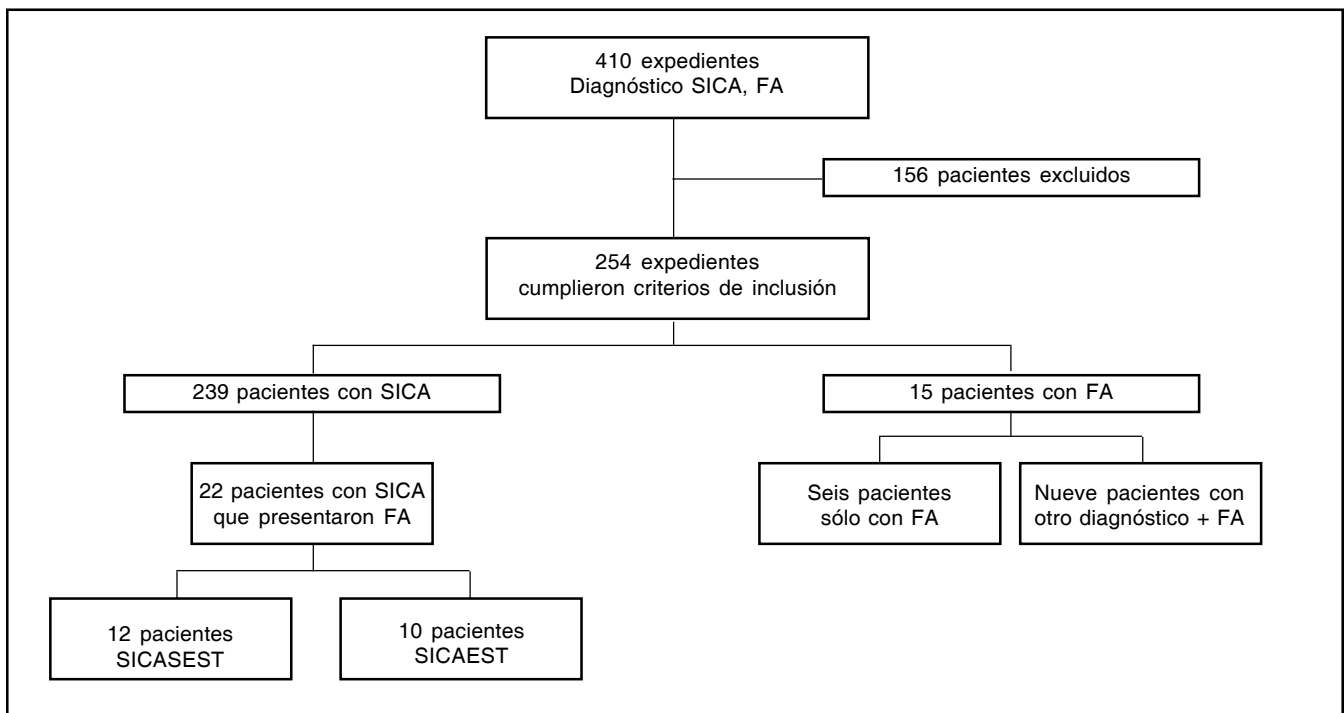 410 expedientes
Diagnóstico SICA, FA
156 pacientes excluidos
254 expedientes
cumplieron criterios de inclusión
239 pacientes con SICA
15 pacientes con FA
22 pacientes con SICA
que presentaron FA
Seis pacientes
sólo con FA
Nueve pacientes con
otro diagnóstico + FA
12 pacientes
SICASEST
10 pacientes
SICAEST